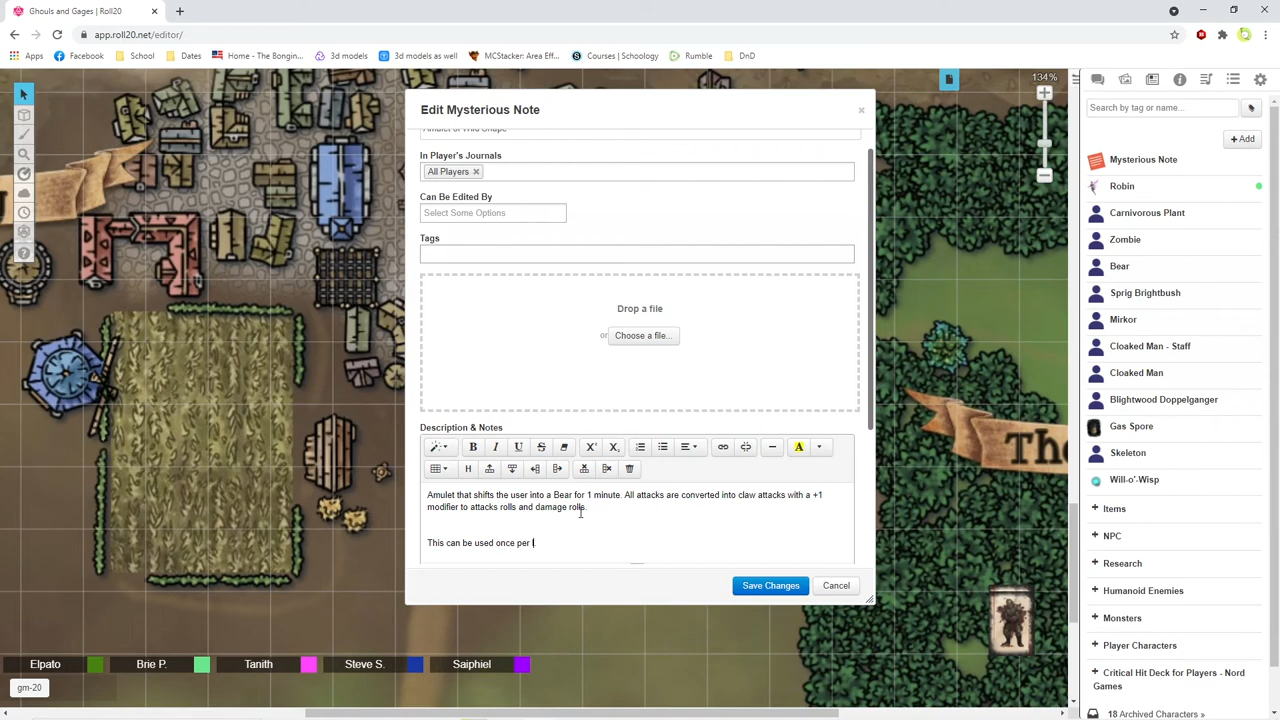 Ghouls and Gages | Roll20
app.roll20.net/editor/
Apps
Facebook
School
Dates
Home - The Bonging...
3d models
3d models as well
MCStacker: Area Eff...
Courses | Schoology
Rumble
DnD
134%
Edit Mysterious Note
Amulet of Wild Shape
In Player's Journals
All Players
Can Be Edited By
Select Some Options
Tags
Drop a file
or Choose a file...
Description & Notes
Amulet that shifts the user into a Bear for 1 minute. All attacks are converted into claw attacks with a +1
modifier to attacks rolls and damage rolls.
This can be used once per
Save Changes
Cancel
Search by tag or name...
+ Add
Mysterious Note
Robin
Carnivorous Plant
Zombie
Bear
Sprig Brightbush
Mirkor
Cloaked Man - Staff
Cloaked Man
Blightwood Doppelganger
Gas Spore
Skeleton
Will-o'-Wisp
Items
NPC
Research
Humanoid Enemies
Monsters
Player Characters
Critical Hit Deck for Players - Nord
Games
18 Archived Characters »
Elpato
Brie P.
Tanith
Steve S.
Saiphiel
gm-20